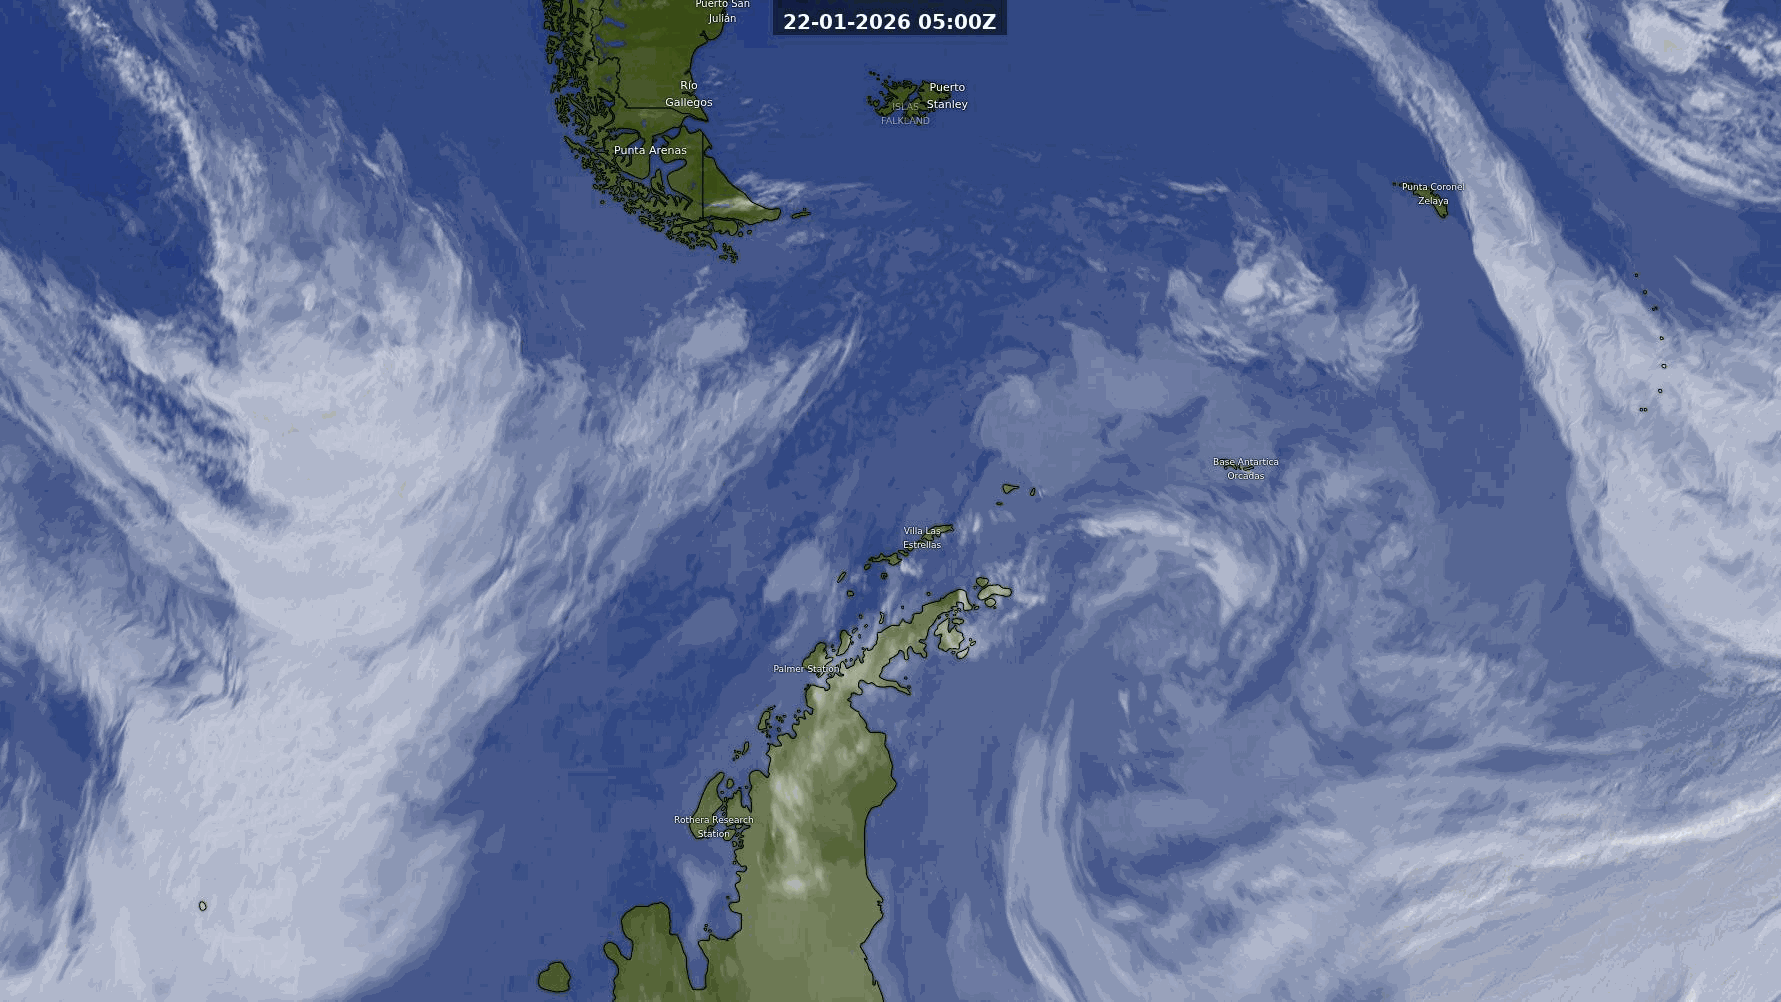 Puerto San
Julián
22-01-2026 05:00Z
Río
Gallegos
Puerto
Stanley
ISLAS
FALKLAND
Punta Arenas
Punta Coronel
Zelaya
Base Antartica
Orcadas
Villa Las
Estrellas
Palmer Station
Rothera Research
Station